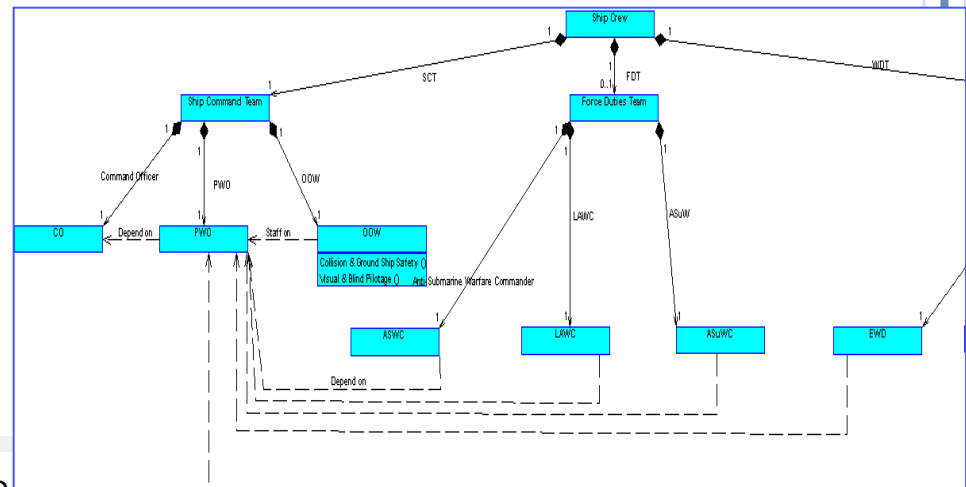 Ship Crew
1
1
1
SCT
FDT
WDT
0..1
1
Ship Command Team
Force Duties Team
1
1
1
1
1
1
Command Officer
PWO
OOW
LAWC
ASuW
1
1
1
CO
Depend on
PWO
Staff on
OOW
Collision & Ground Ship Safety ()
Visual & Blind Pilotage ()
Anti-Submarine Warfare Commander
1
1
1
1
ASWC
LAWC
ASuWC
EWD
Depend on